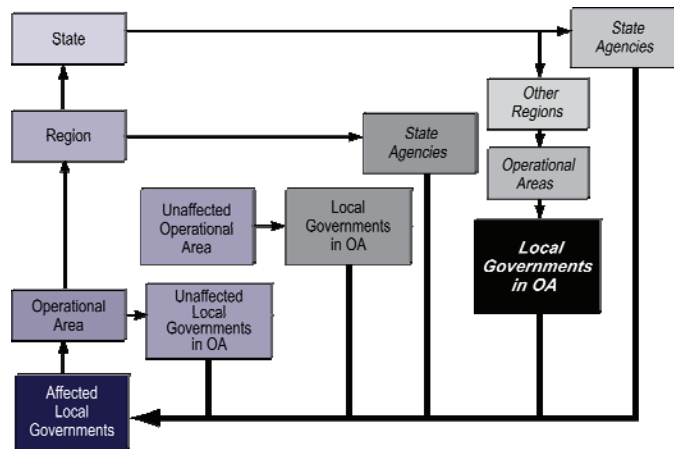 State
State
Agencies
Other
Regions
Region
State
Agencies
Operational
Areas
Unaffected
Operational
Area
Local
Governments
in OA
Local
Governments
in OA
Operational
Area
Unaffected
Local
Governments
in OA
Affected
Local
Governments